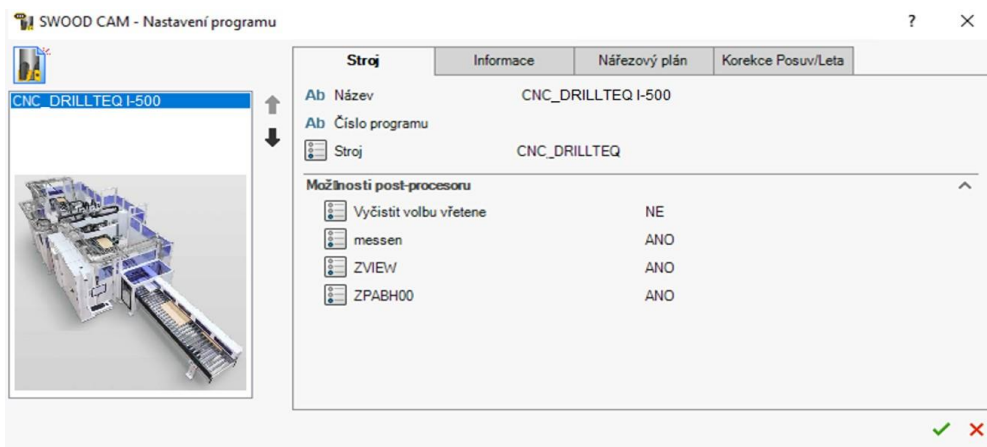 SWOOD CAM - Nastavení programu
?
Stroj Informace Nářezový plán Korekce Posuv/Leta
CNC_DRILLTEQ I-500
Ab Název CNC_DRILLTEQ I-500
Ab Číslo programu
Stroj CNC_DRILLTEQ
Možnosti post-procesoru
Vyčistit volbu vřetene NE
messen ANO
ZVIEW ANO
ZPABH00 ANO